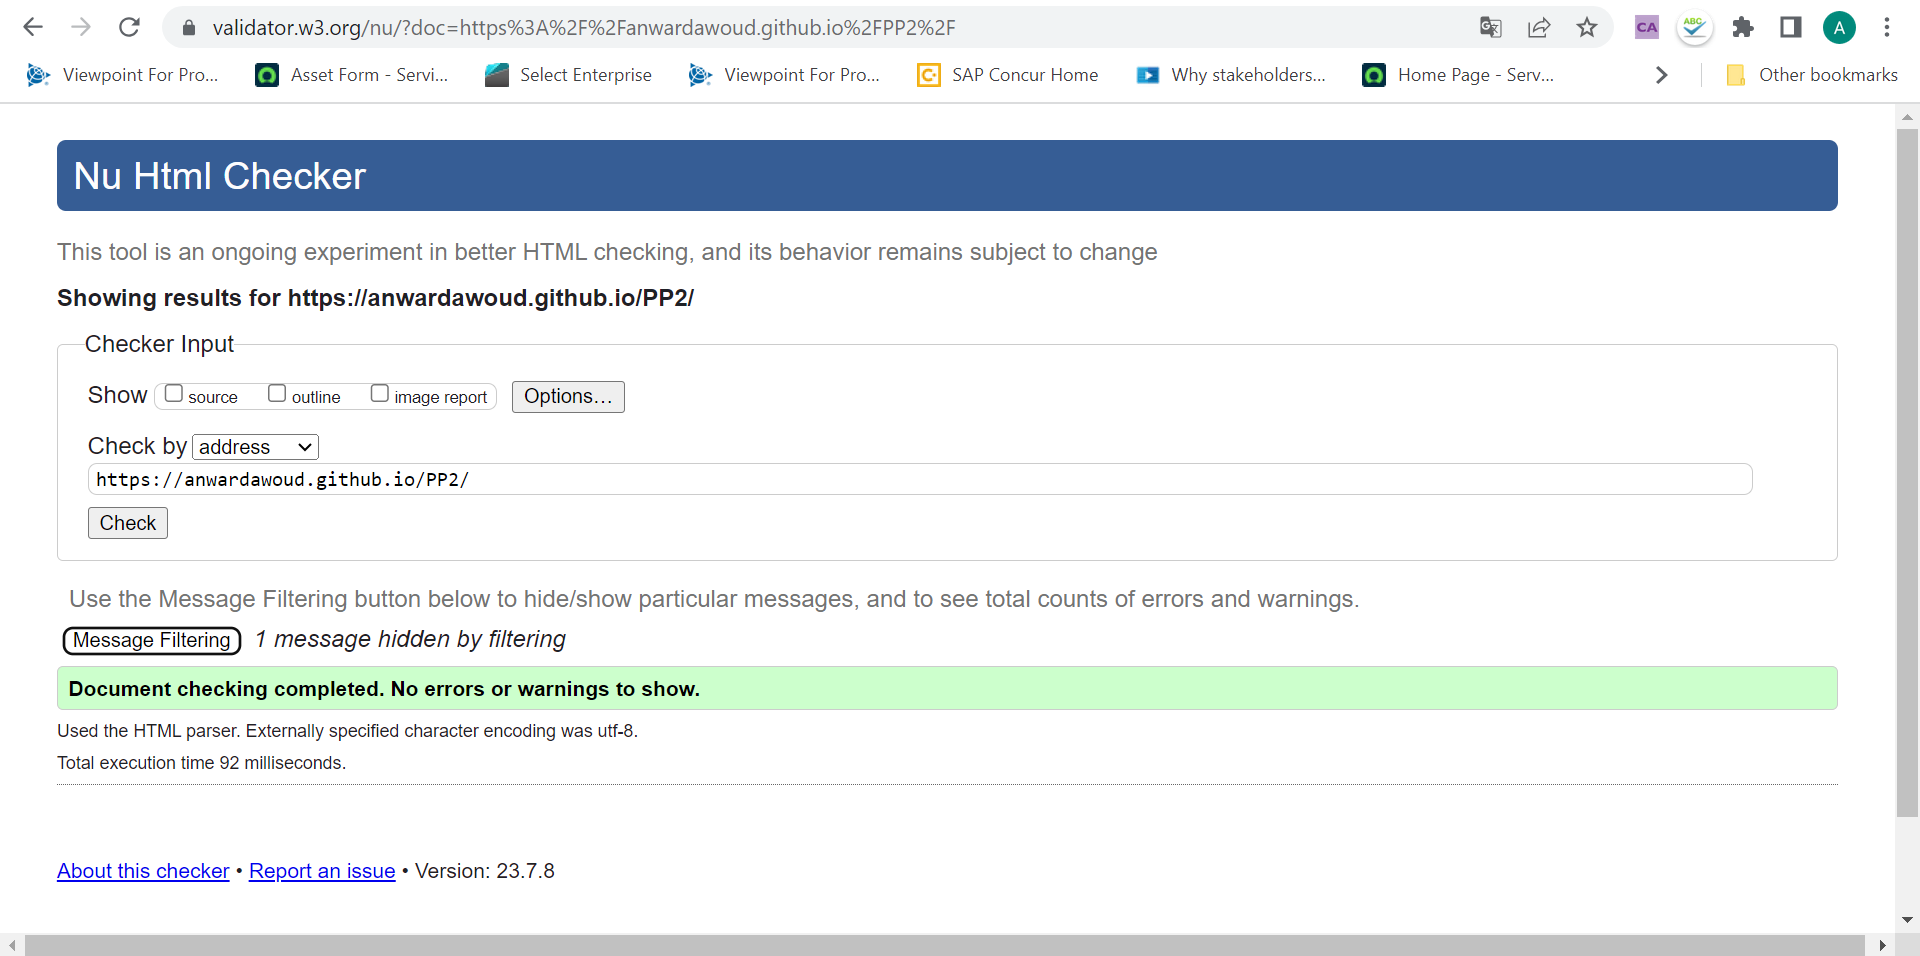 validator.w3.org/nu/?doc=https%3A%2F%2Fanwardawoud.github.io%2FPP2%2F
CA
ABC
A
Viewpoint For Pro...
Asset Form - Servi...
Select Enterprise
Viewpoint For Pro...
SAP Concur Home
Why stakeholders...
Home Page - Serv...
Other bookmarks
Nu Html Checker
This tool is an ongoing experiment in better HTML checking, and its behavior remains subject to change
Showing results for https://anwardawoud.github.io/PP2/
Checker Input
Show source outline image report Options...
Check by address
https://anwardawoud.github.io/PP2/
Check
Use the Message Filtering button below to hide/show particular messages, and to see total counts of errors and warnings.
Message Filtering 1 message hidden by filtering
Document checking completed. No errors or warnings to show.
Used the HTML parser. Externally specified character encoding was utf-8.
Total execution time 92 milliseconds.
About this checker • Report an issue • Version: 23.7.8